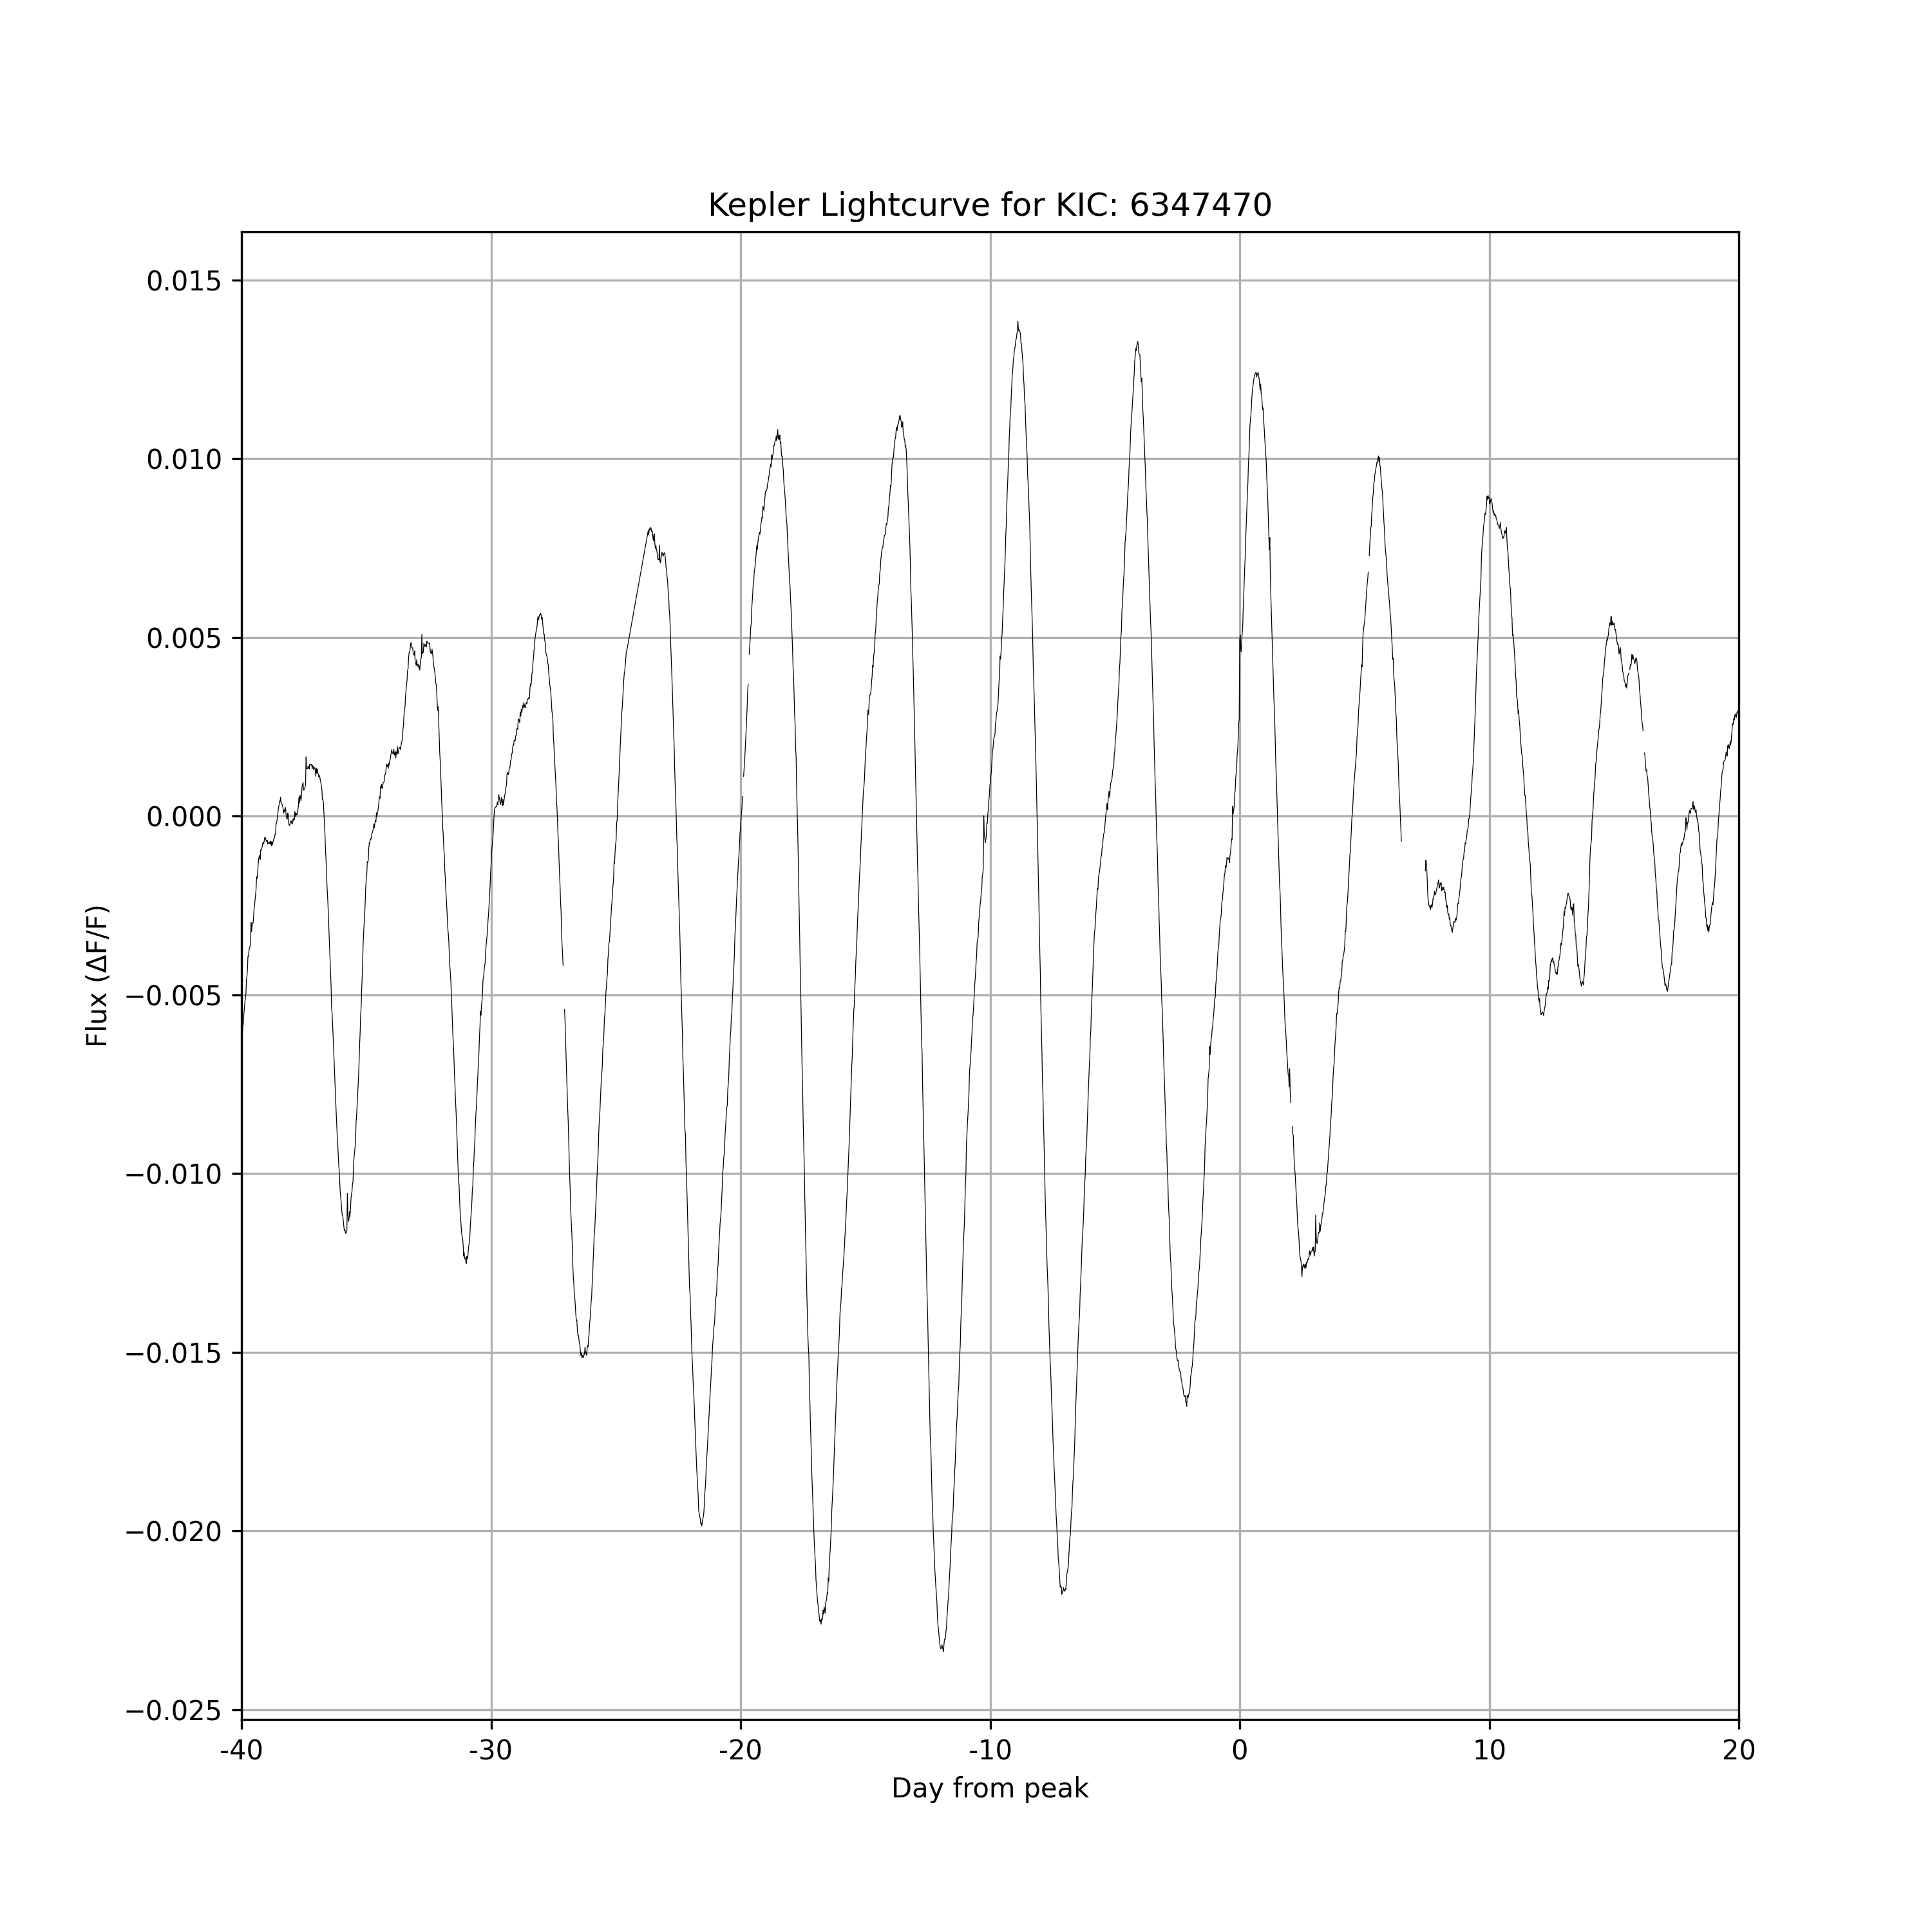 Kepler Lightcurve for KIC: 6347470
0.015
0.010
0.005
0.000
−0.005
−0.010
−0.015
−0.020
−0.025
Flux (ΔF/F)
-40 -30 -20 -10 0 10 20
Day from peak